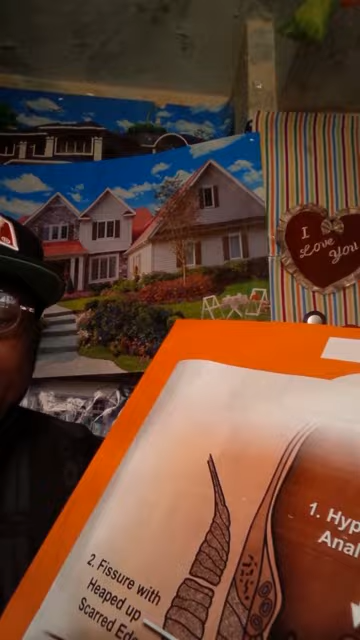 I
Love
you
1. Hyp
Anal
2. Fissure with
Heaped up
Scarred Ed